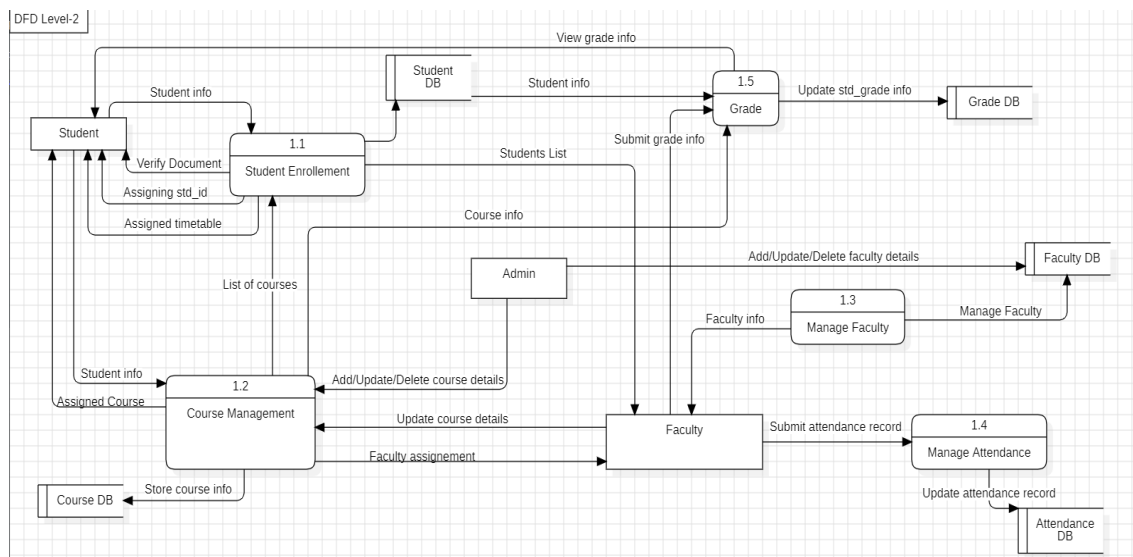 DFD Level-2
View grade info
Student
DB
Student info
1.5
Grade
Update std_grade info
Grade DB
Student info
Student
1.1
Student Enrollement
Verify Document
Assigning std_id
Assigned timetable
Students List
Submit grade info
Course info
List of courses
Admin
Add/Update/Delete faculty details
Faculty DB
1.3
Manage Faculty
Faculty info
Manage Faculty
Student info
Assigned Course
1.2
Course Management
Add/Update/Delete course details
Update course details
Faculty assignement
Faculty
Submit attendance record
1.4
Manage Attendance
Store course info
Course DB
Update attendance record
Attendance
DB